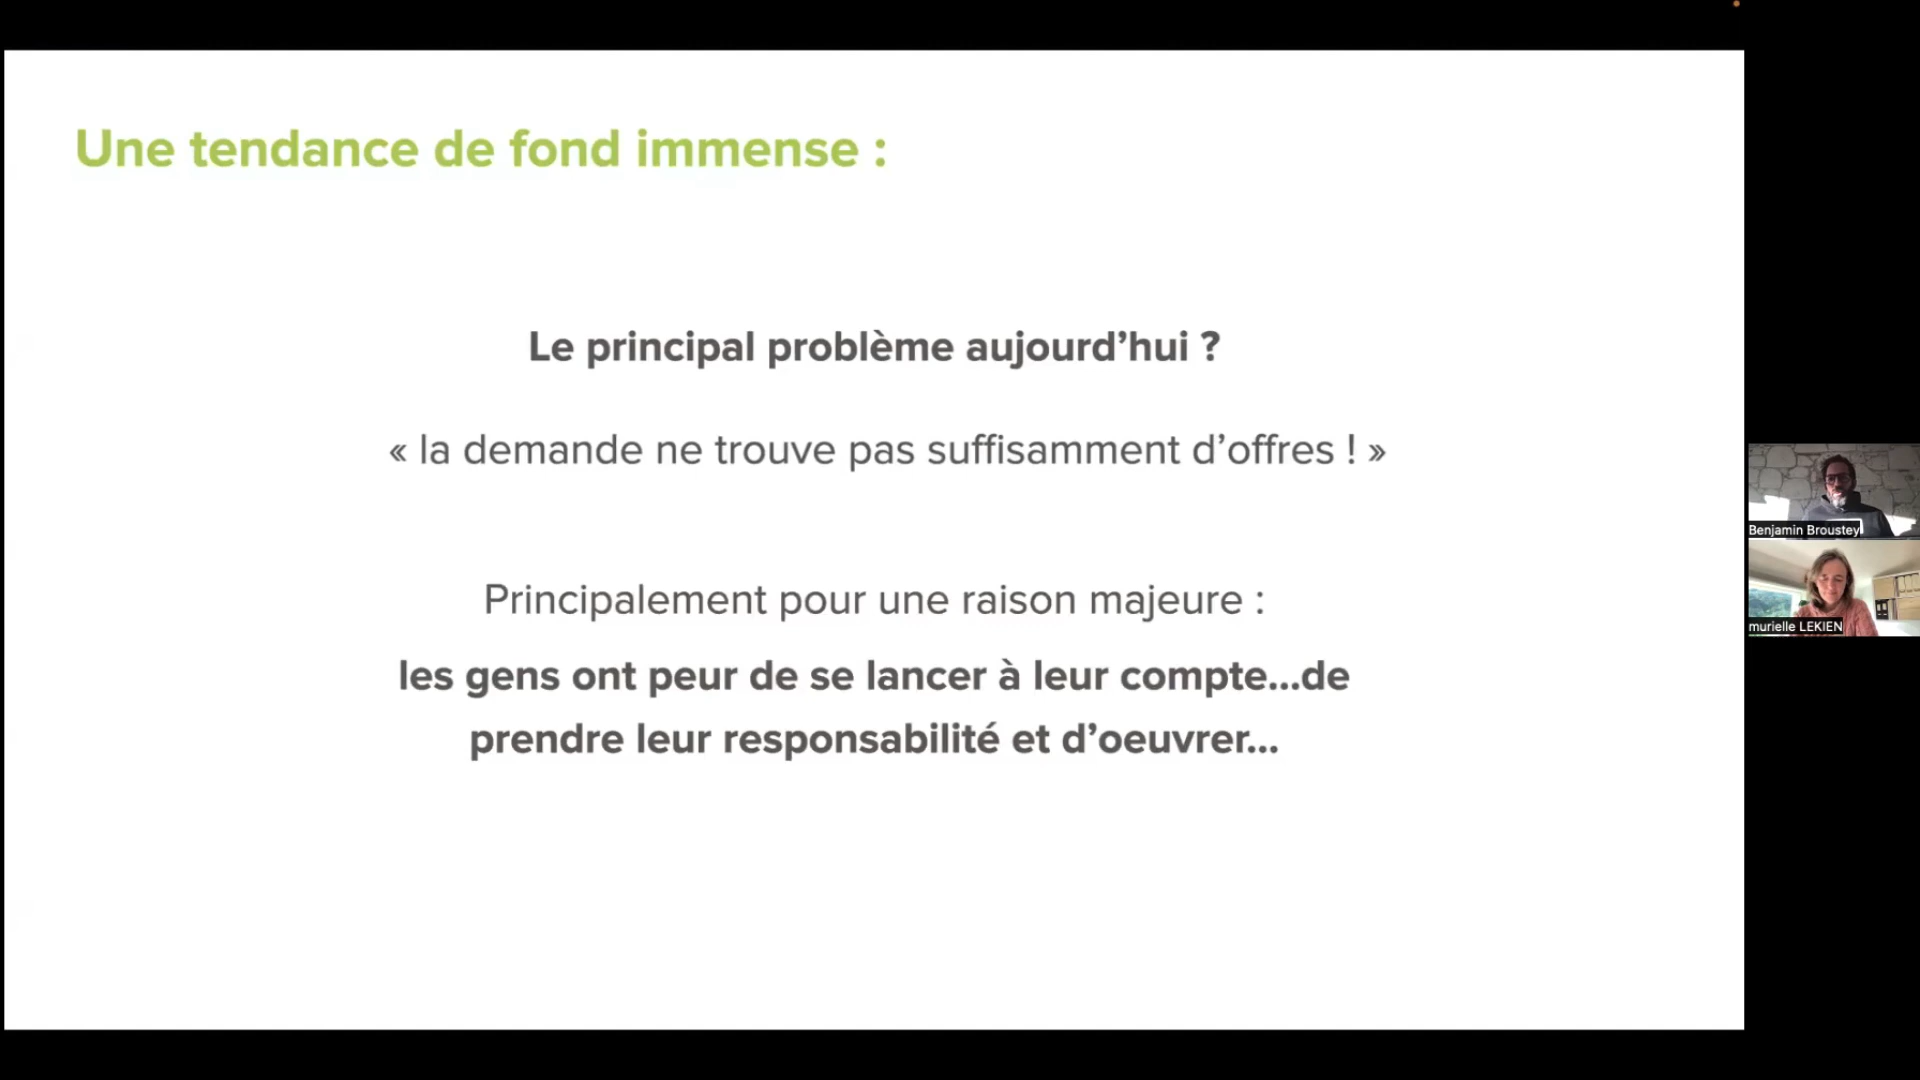 Une tendance de fond immense :
Le principal problème aujourd’hui ?
« la demande ne trouve pas suffisamment d’offres ! »
Principalement pour une raison majeure :
les gens ont peur de se lancer à leur compte...de
prendre leur responsabilité et d’oeuvrer...
Benjamin Broustey
murielle LEKIEN